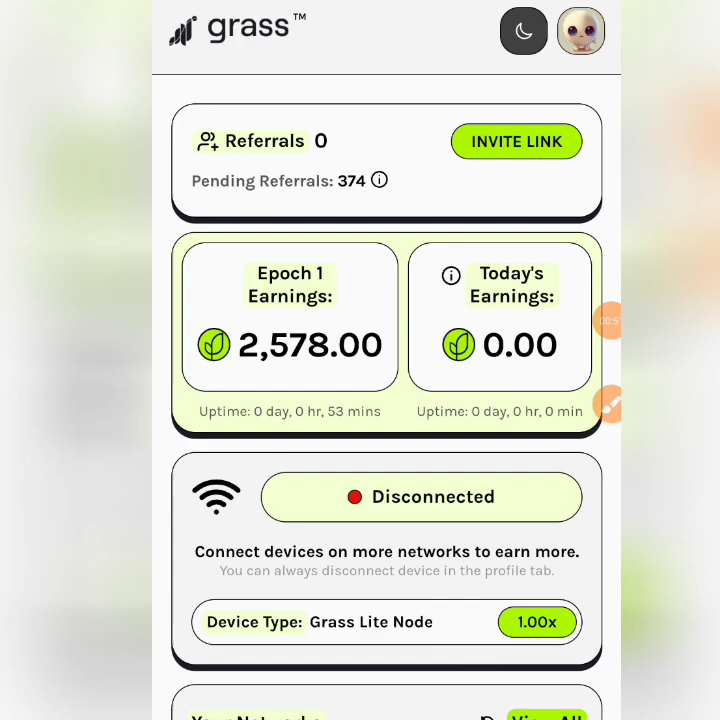 grass™
Referrals 0
INVITE LINK
Pending Referrals: 374
Epoch 1
Earnings:
2,578.00
Today's
Earnings:
0.00
Uptime: 0 day, 0 hr, 53 mins
Uptime: 0 day, 0 hr, 0 min
Disconnected
Connect devices on more networks to earn more.
You can always disconnect device in the profile tab.
Device Type: Grass Lite Node
1.00x
View All